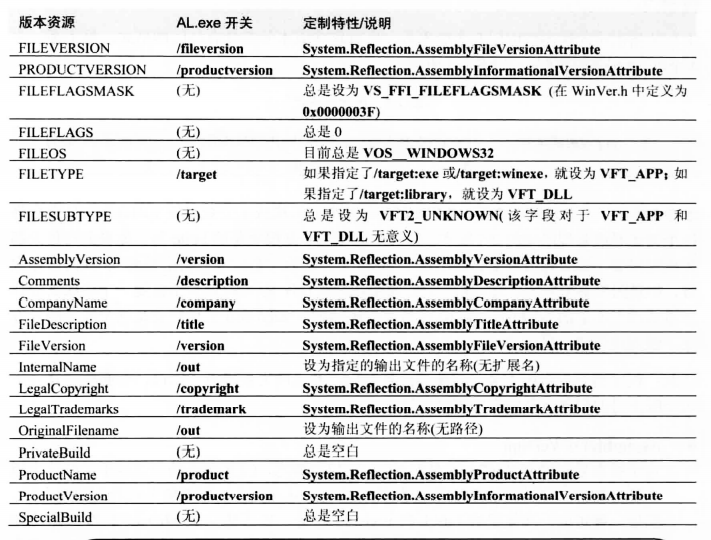 版本资源 AL.exe 开关 定制特性/说明
FILEVERSION /fileversion System.Reflection.AssemblyFileVersionAttribute
PRODUCTVERSION /productversion System.Reflection.AssemblyInformationalVersionAttribute
FILEFLAGSMASK (无) 总是设为 VS_FFI_FILEFLAGSMASK (在 WinVer.h 中定义为
0x0000003F)
FILEFLAGS (无) 总是 0
FILEOS (无) 目前总是 VOS__WINDOWS32
FILETYPE /target 如果指定了/target:exe 或/target:winexe，就设为 VFT_APP；如
果指定了/target:library，就设为 VFT_DLL
FILESUBTYPE (无) 总是设为 VFT2_UNKNOWN(该字段对于 VFT_APP 和
VFT_DLL 无意义)
AssemblyVersion /version System.Reflection.AssemblyVersionAttribute
Comments /description System.Reflection.AssemblyDescriptionAttribute
CompanyName /company System.Reflection.AssemblyCompanyAttribute
FileDescription /title System.Reflection.AssemblyTitleAttribute
FileVersion /version System.Reflection.AssemblyFileVersionAttribute
InternalName /out 设为指定的输出文件的名称(无扩展名)
LegalCopyright /copyright System.Reflection.AssemblyCopyrightAttribute
LegalTrademarks /trademark System.Reflection.AssemblyTrademarkAttribute
OriginalFilename /out 设为输出文件的名称(无路径)
PrivateBuild (无) 总是空白
ProductName /product System.Reflection.AssemblyProductAttribute
ProductVersion /productversion System.Reflection.AssemblyInformationalVersionAttribute
SpecialBuild (无) 总是空白